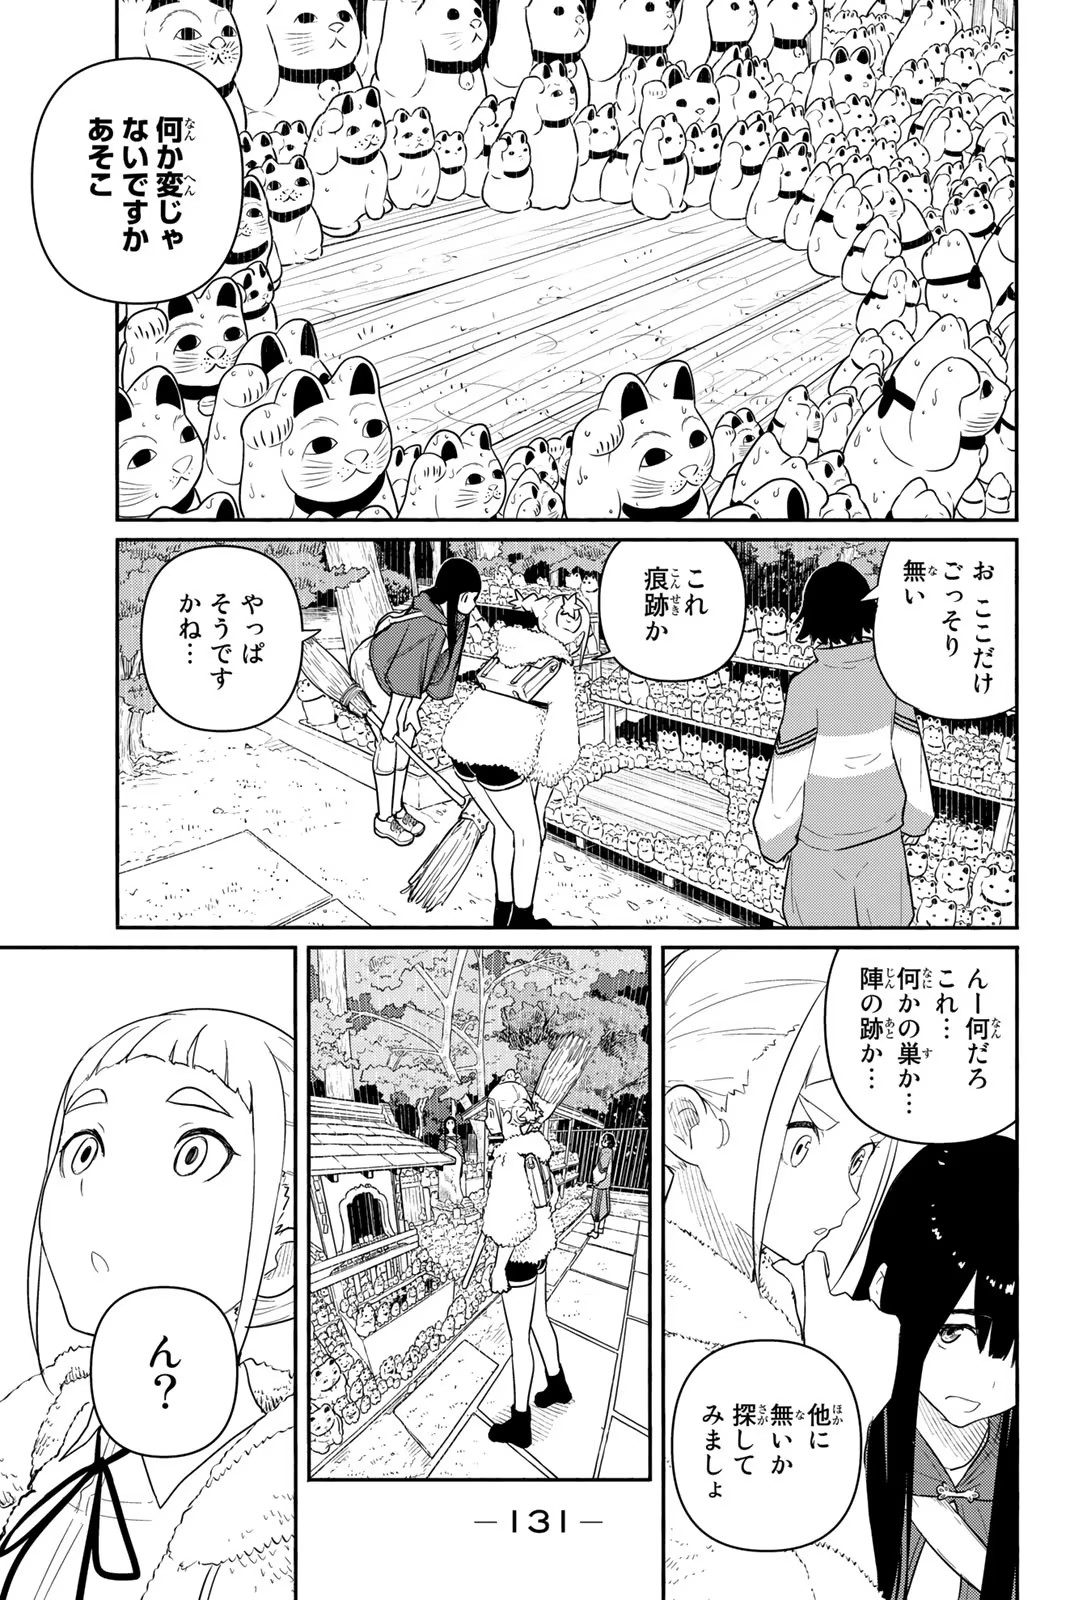 何か変じゃ
ないですか
あそこ
お ここだけ
ごっそり
無い
これ
痕跡か
やっぱ
そうです
かね…
んー何だろ
これ…
何かの巣か…
陣の跡か…
他に
無いか
探して
みましょ
ん?
—131—